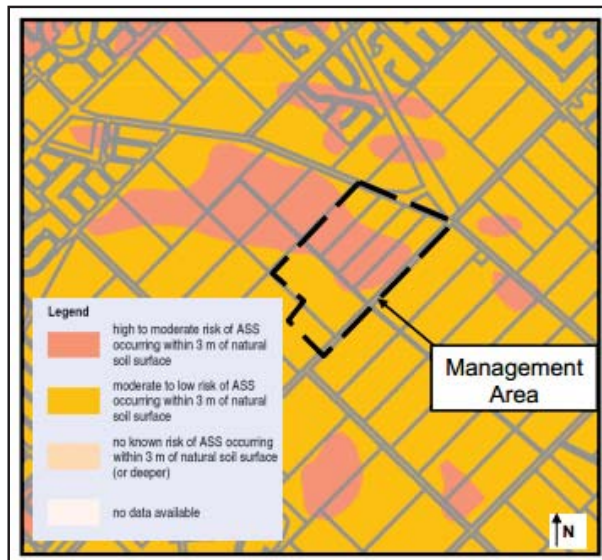 Legend
high to moderate risk of ASS
occurring within 3 m of natural
soil surface
moderate to low risk of ASS
occurring within 3 m of natural
soil surface
no known risk of ASS occurring
within 3 m of natural soil surface
(or deeper)
no data available
Management
Area
N